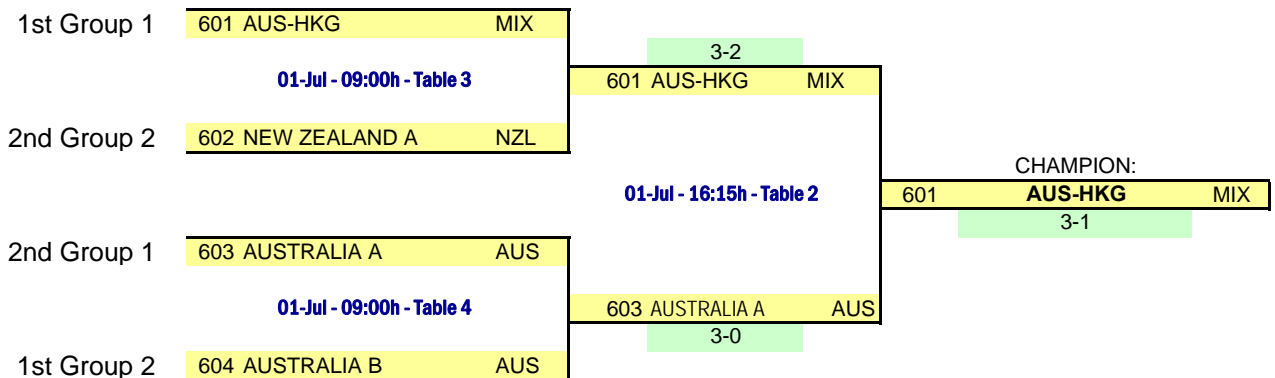 1st Group 1 601 AUS-HKG MIX
3-2
01-Jul - 09:00h - Table 3 601 AUS-HKG MIX
2nd Group 2 602 NEW ZEALAND A NZL
CHAMPION:
01-Jul - 16:15h - Table 2 601 AUS-HKG MIX
3-1
2nd Group 1 603 AUSTRALIA A AUS
01-Jul - 09:00h - Table 4 603 AUSTRALIA A AUS
3-0
1st Group 2 604 AUSTRALIA B AUS